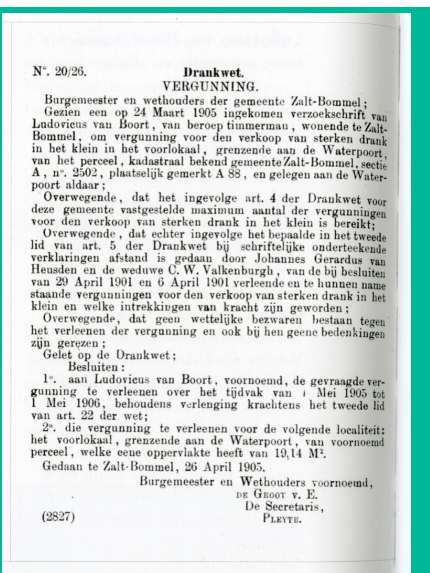 N°. 20/26. Drankwet.
VERGUNNING.
Burgemeester en wethouders der gemeente Zalt-Bommel;
Gezien een op 24 Maart 1905 ingekomen verzoekschrift van
Ludovicus van Boort, van beroep timmerman, wonende te Zalt-
Bommel, om vergunning voor den verkoop van sterken drank
in het klein in het voorlokaal, grenzende aan de Waterpoort,
van het perceel, kadastraal bekend gemeente Zalt-Bommel, sectie
A, n°. 2502, plaatselijk gemerkt A 88, en gelegen aan de Water-
poort aldaar;
Overwegende, dat het ingevolge art. 4 der Drankwet voor
deze gemeente vastgestelde maximum aantal der vergunningen
voor den verkoop van sterken drank in het klein is bereikt;
Overwegende, dat echter ingevolge het bepaalde in het tweede
lid van art. 5 der Drankwet bij schriftelijke onderteekende
verklaringen afstand is gedaan door Johannes Gerardus van
Heusden en de weduwe C. W. Valkenburgh, van de bij besluiten
van 29 April 1901 en 6 April 1901 verleende en te hunnen name
staande vergunningen voor den verkoop van sterken drank in het
klein en welke intrekkingen van kracht zijn geworden;
Overwegende, dat geen wettelijke bezwaren bestaan tegen
het verleenen der vergunning en ook bij hen geene bedenkingen
zijn gerezen;
Gelet op de Drankwet;
Besluiten:
1°. aan Ludovicus van Boort, voornoemd, de gevraagde ver-
gunning te verleenen over het tijdvak van 1 Mei 1905 tot
1 Mei 1906, behoudens verlenging krachtens het tweede lid
van art. 22 der wet;
2°. die vergunning te verleenen voor de volgende localiteit:
het voorlokaal, grenzende aan de Waterpoort, van voornoemd
perceel, welke eene oppervlakte heeft van 19,14 M².
Gedaan te Zalt-Bommel, 26 April 1905.
Burgemeester en Wethouders voornoemd,
DE GROOT v. E.
De Secretaris,
(2827) PLEYTE.